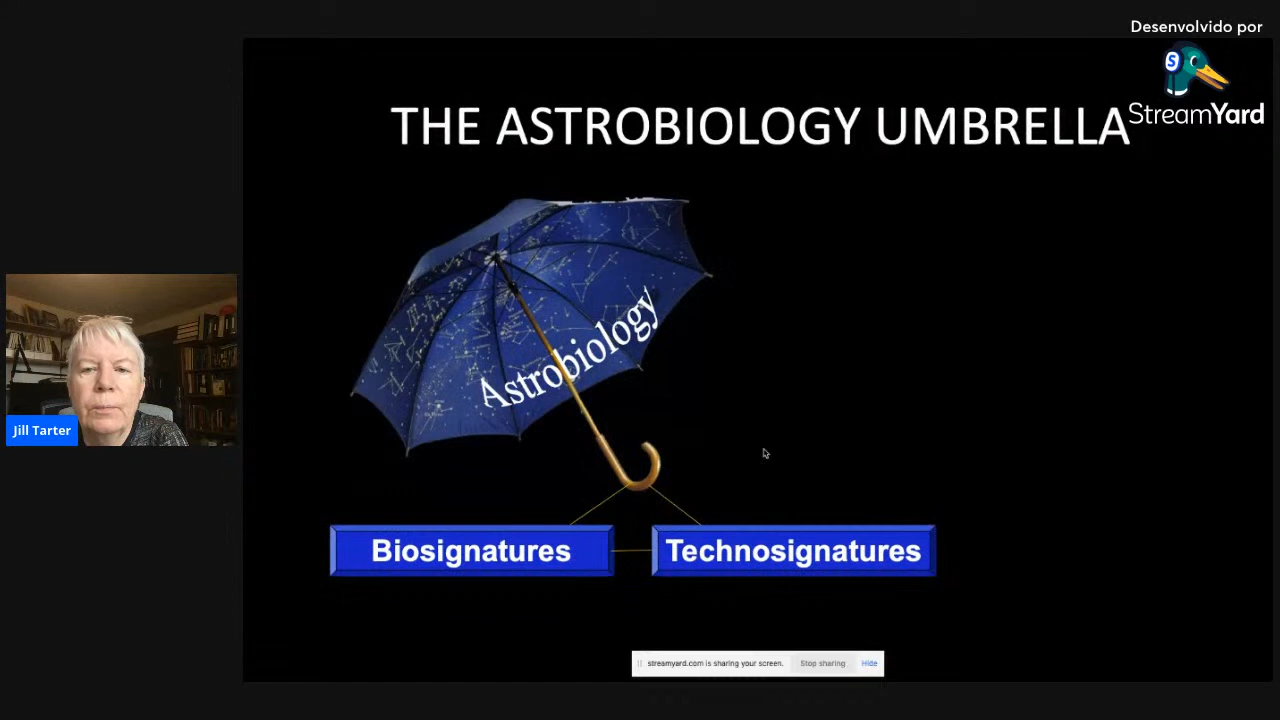 Desenvolvido por
StreamYard
THE ASTROBIOLOGY UMBRELLA
Astrobiology
Jill Tarter
Biosignatures
Technosignatures
streamyard.com is sharing your screen.
Stop sharing
Hide